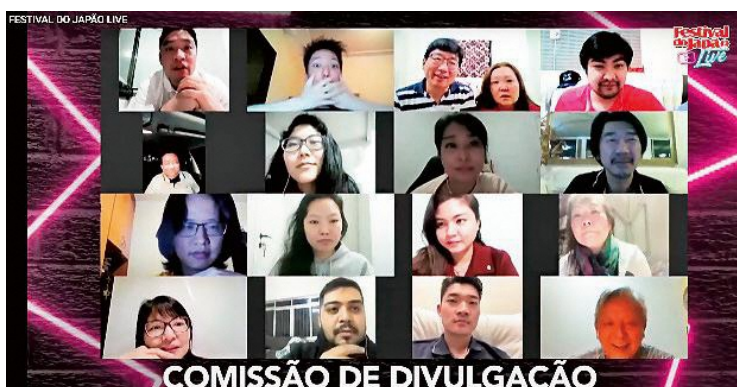 FESTIVAL DO JAPÃO LIVE
Festival
do Japão
Live
COMISSÃO DE DIVULGAÇÃO